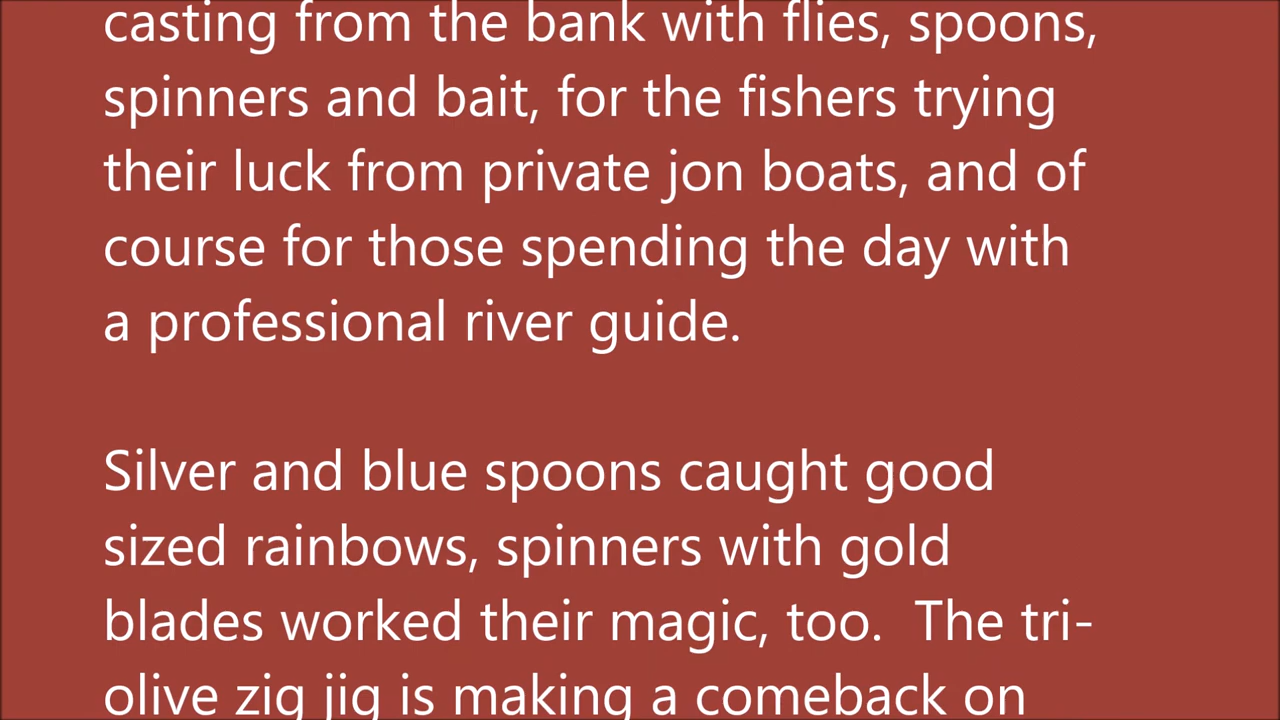 casting from the bank with flies, spoons,
spinners and bait, for the fishers trying
their luck from private jon boats, and of
course for those spending the day with
a professional river guide.
Silver and blue spoons caught good
sized rainbows, spinners with gold
blades worked their magic, too.  The tri-
olive zig jig is making a comeback on